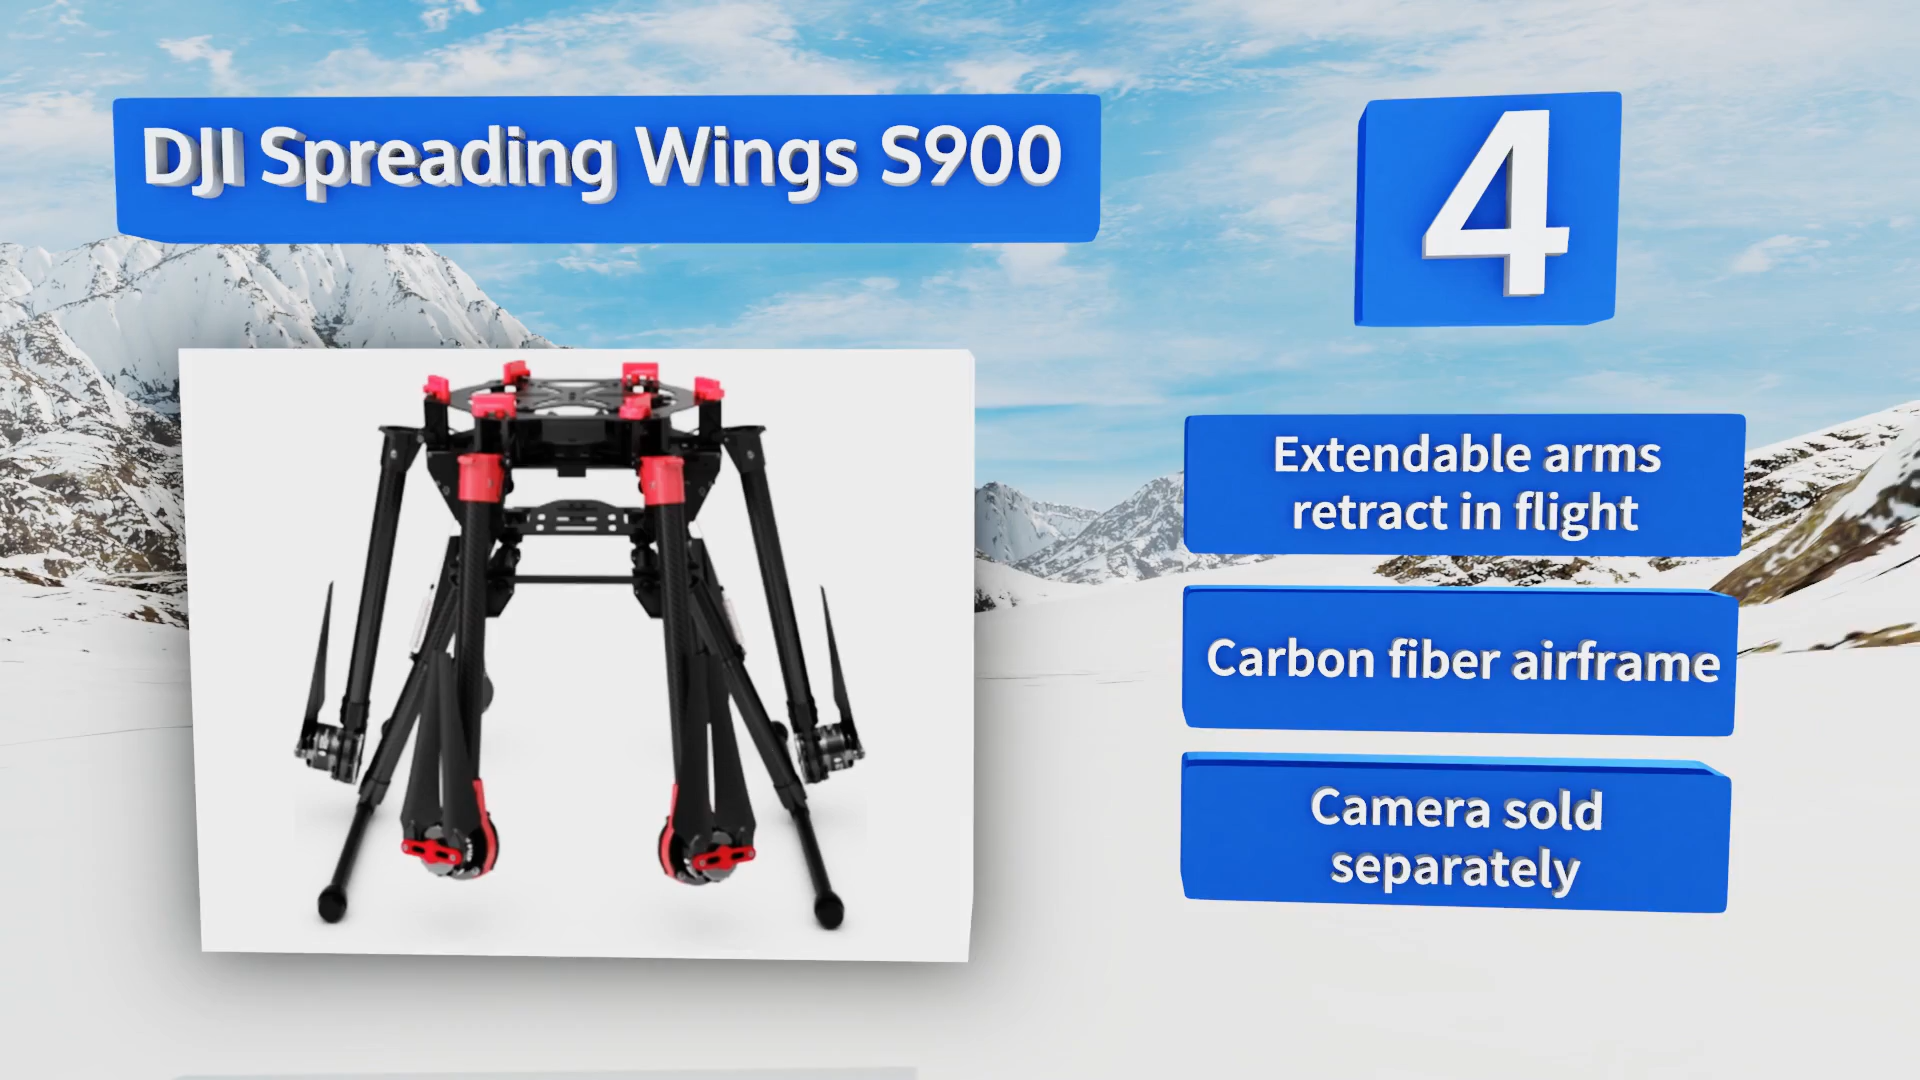 DJI Spreading Wings S900
4
Extendable arms
retract in flight
Carbon fiber airframe
Camera sold
separately